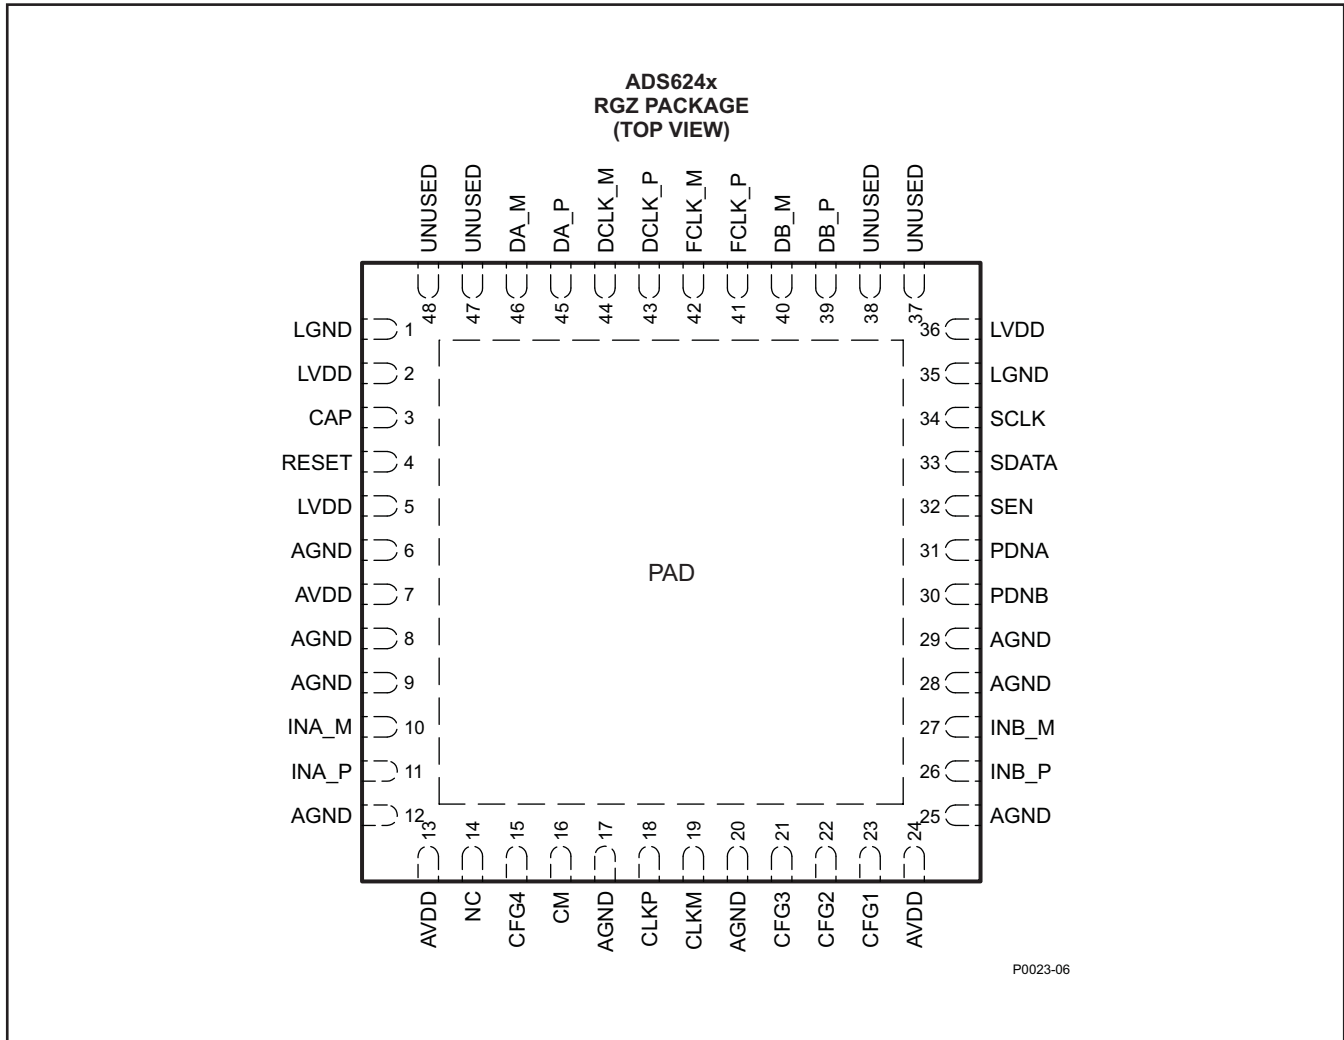 ADS624x
RGZ PACKAGE
(TOP VIEW)
UNUSED
UNUSED
DA_M
DA_P
DCLK_M
DCLK_P
FCLK_M
FCLK_P
DB_M
DB_P
UNUSED
UNUSED
48
47
46
45
44
43
42
41
40
39
38
37
LGND 1
LVDD 2
CAP 3
RESET 4
LVDD 5
AGND 6
AVDD 7
AGND 8
AGND 9
INA_M 10
INA_P 11
AGND 12
PAD
36 LVDD
35 LGND
34 SCLK
33 SDATA
32 SEN
31 PDNA
30 PDNB
29 AGND
28 AGND
27 INB_M
26 INB_P
25 AGND
13
14
15
16
17
18
19
20
21
22
23
24
AVDD
NC
CFG4
CM
AGND
CLKP
CLKM
AGND
CFG3
CFG2
CFG1
AVDD
P0023-06